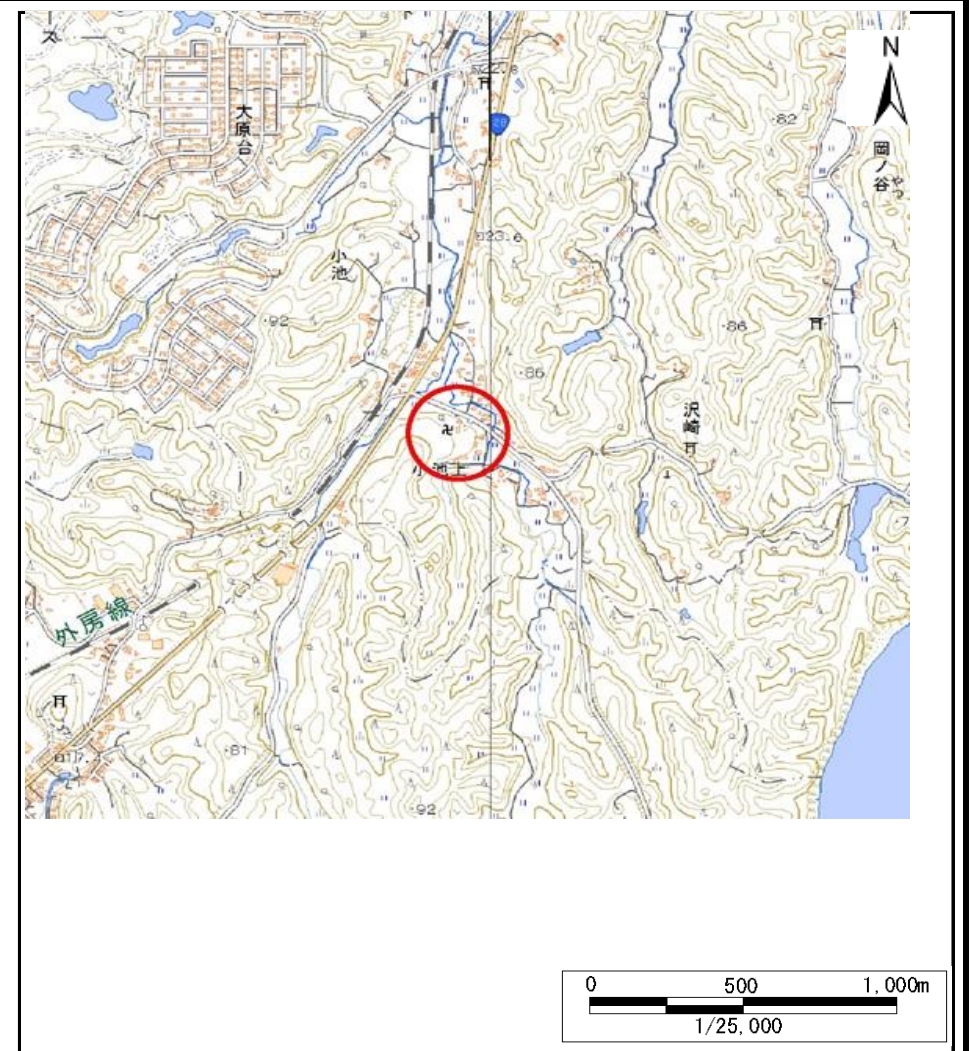 N
大原台
・82
岡ノ谷
やつ
小池
・92
・86
・86
沢崎
小池上
外房線
・81
・92
0 500 1,000m
1/25,000